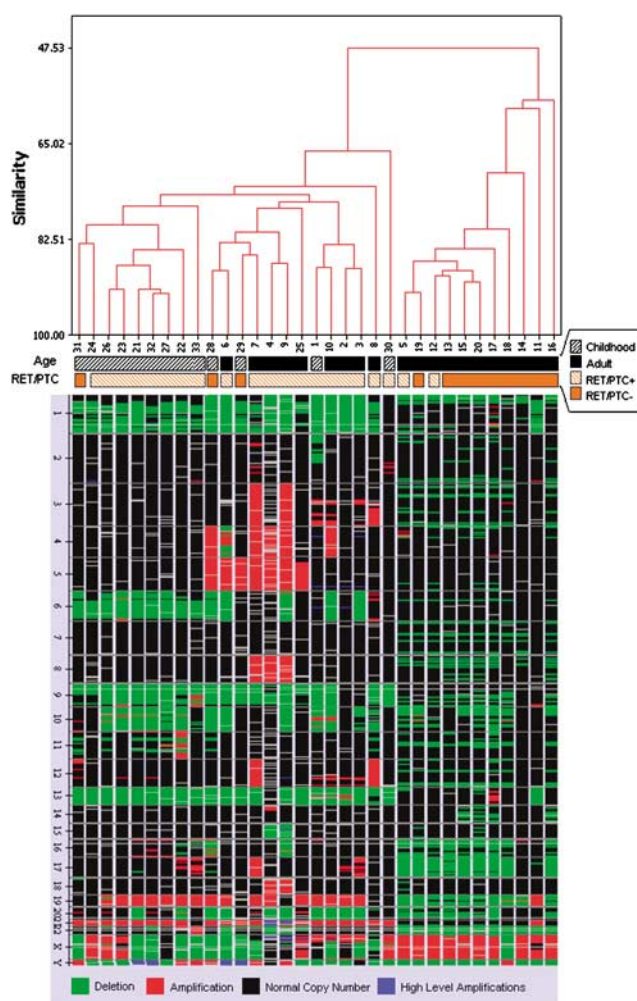 47.53
65.02
82.51
100.00
Similarity
31 24 26 23 21 32 27 22 33 28 6 29 7 4 9 25 1 10 2 3 8 30 5 19 12 13 15 20 17 18 14 11 16
Age
RET/PTC
Childhood
Adult
RET/PTC+
RET/PTC-
1
2
3
4
5
6
7
8
9
10
11
12
13
14
15
16
17
18
19
X
Y
Deletion Amplification Normal Copy Number High Level Amplifications